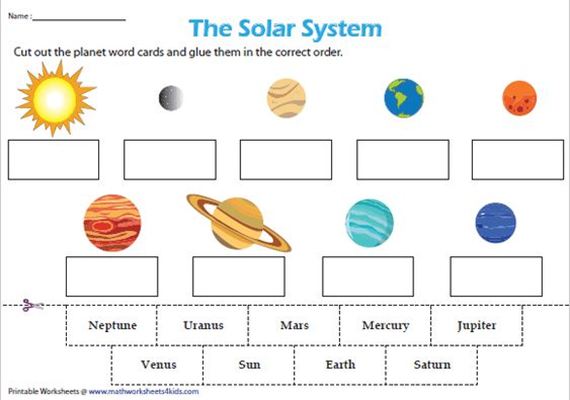 Name :
The Solar System
Cut out the planet word cards and glue them in the correct order.
Neptune Uranus Mars Mercury Jupiter
Venus Sun Earth Saturn
Printable Worksheets @ www.mathworksheets4kids.com